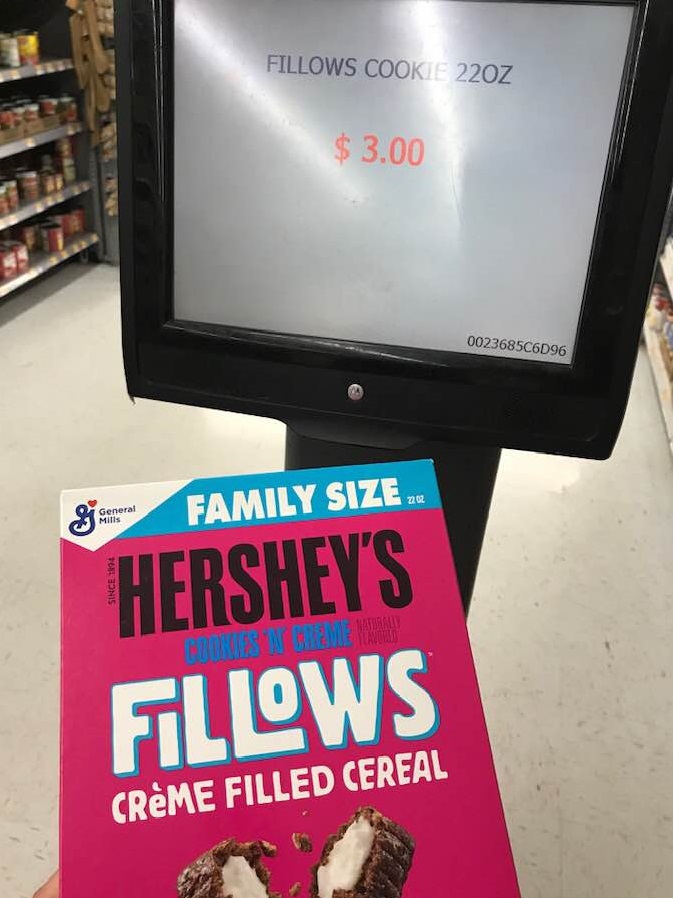 FILLOWS COOKIE 22OZ
$ 3.00
0023685C6D96
General
Mills
FAMILY SIZE 22 OZ
SINCE 1894
HERSHEY'S
COOKIES 'N' CREME NATURALLY
FLAVORED
FiLLOWS
CRèME FILLED CEREAL